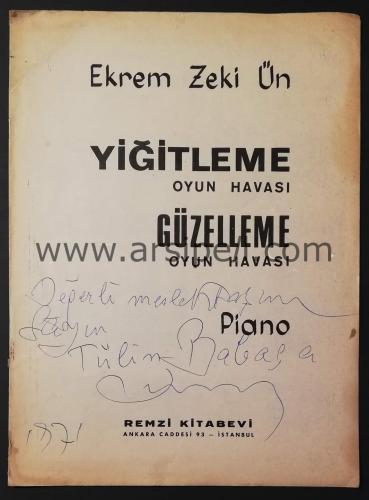 Ekrem Zeki Ün
YİĞİTLEME
OYUN HAVASI
GÜZELLEME
www.arsipel.com
OYUN HAVASI
Değerli meslektaşım
Sayın
Piano
Tülin Babaşa
1971
REMZİ KİTABEVİ
ANKARA CADDESİ 93 – İSTANBUL